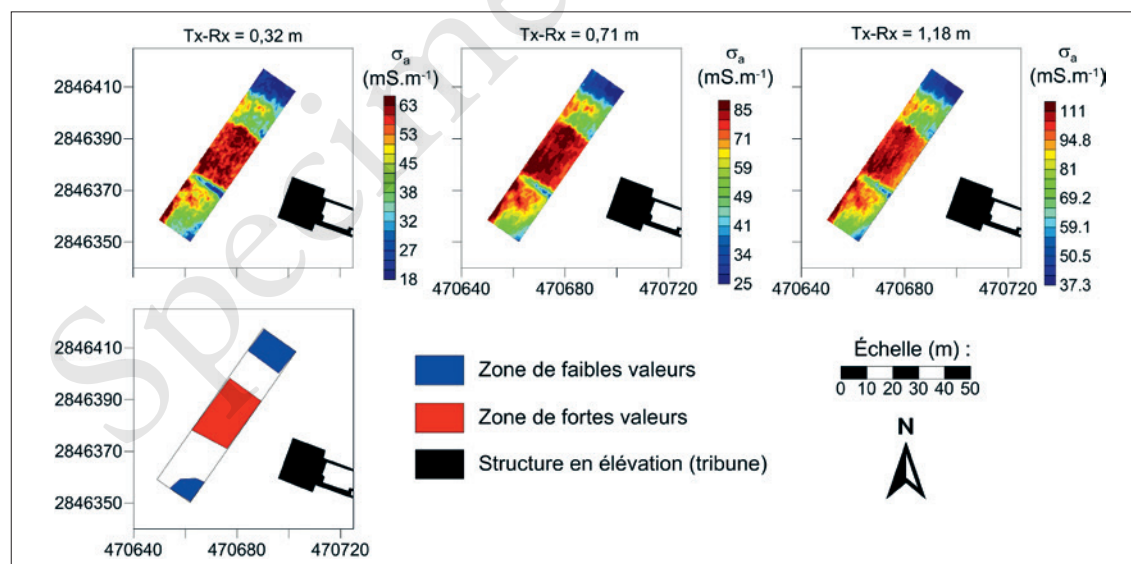 Tx-Rx = 0,32 m
Tx-Rx = 0,71 m
Tx-Rx = 1,18 m
σa
(mS.m-1)
σa
(mS.m-1)
σa
(mS.m-1)
2846410
2846390
2846370
2846350
63
53
45
38
32
27
18
85
71
59
49
41
34
25
111
94.8
81
69.2
59.1
50.5
37.3
470640 470680 470720
470640 470680 470720
2846410
2846390
2846370
2846350
470640 470680 470720
Zone de faibles valeurs
Zone de fortes valeurs
Structure en élévation (tribune)
Échelle (m) :
0 10 20 30 40 50
N
Specime